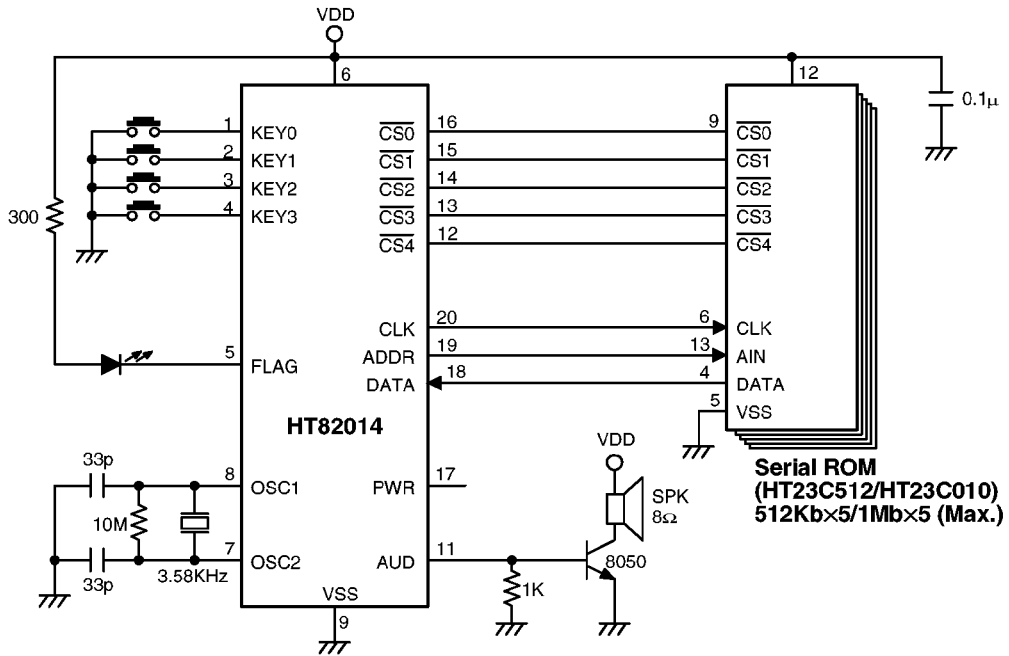 VDD
6
12
0.1μ
1 KEY0
2 KEY1
3 KEY2
4 KEY3
300
CS0 16
CS1 15
CS2 14
CS3 13
CS4 12
9 CS0
CS1
CS2
CS3
CS4
CLK 20
ADDR 19
DATA 18
6 CLK
13 AIN
4 DATA
5 VSS
5 FLAG
HT82014
Serial ROM
(HT23C512/HT23C010)
512Kb×5/1Mb×5 (Max.)
33p
8 OSC1
10M
7 OSC2
33p
3.58KHz
PWR 17
AUD 11
VSS
9
VDD
SPK
8Ω
8050
1K